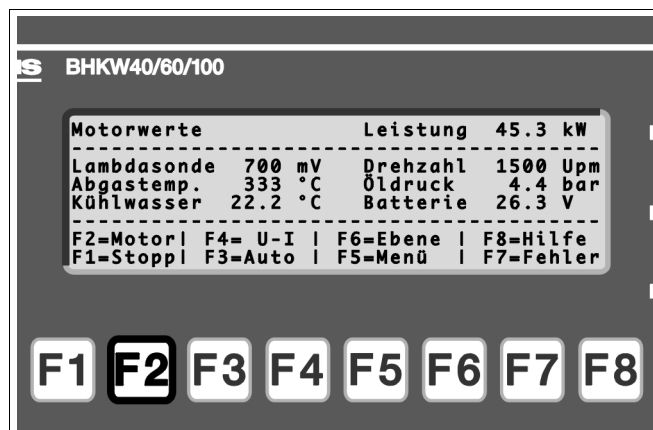 BHKW40/60/100
Motorwerte Leistung 45.3 kW
Lambdasonde 700 mV Drehzahl 1500 Upm
Abgastemp. 333 °C Öldruck 4.4 bar
Kühlwasser 22.2 °C Batterie 26.3 V
F2=Motor| F4= U-I | F6=Ebene | F8=Hilfe
F1=Stopp| F3=Auto | F5=Menü | F7=Fehler
F1 F2 F3 F4 F5 F6 F7 F8